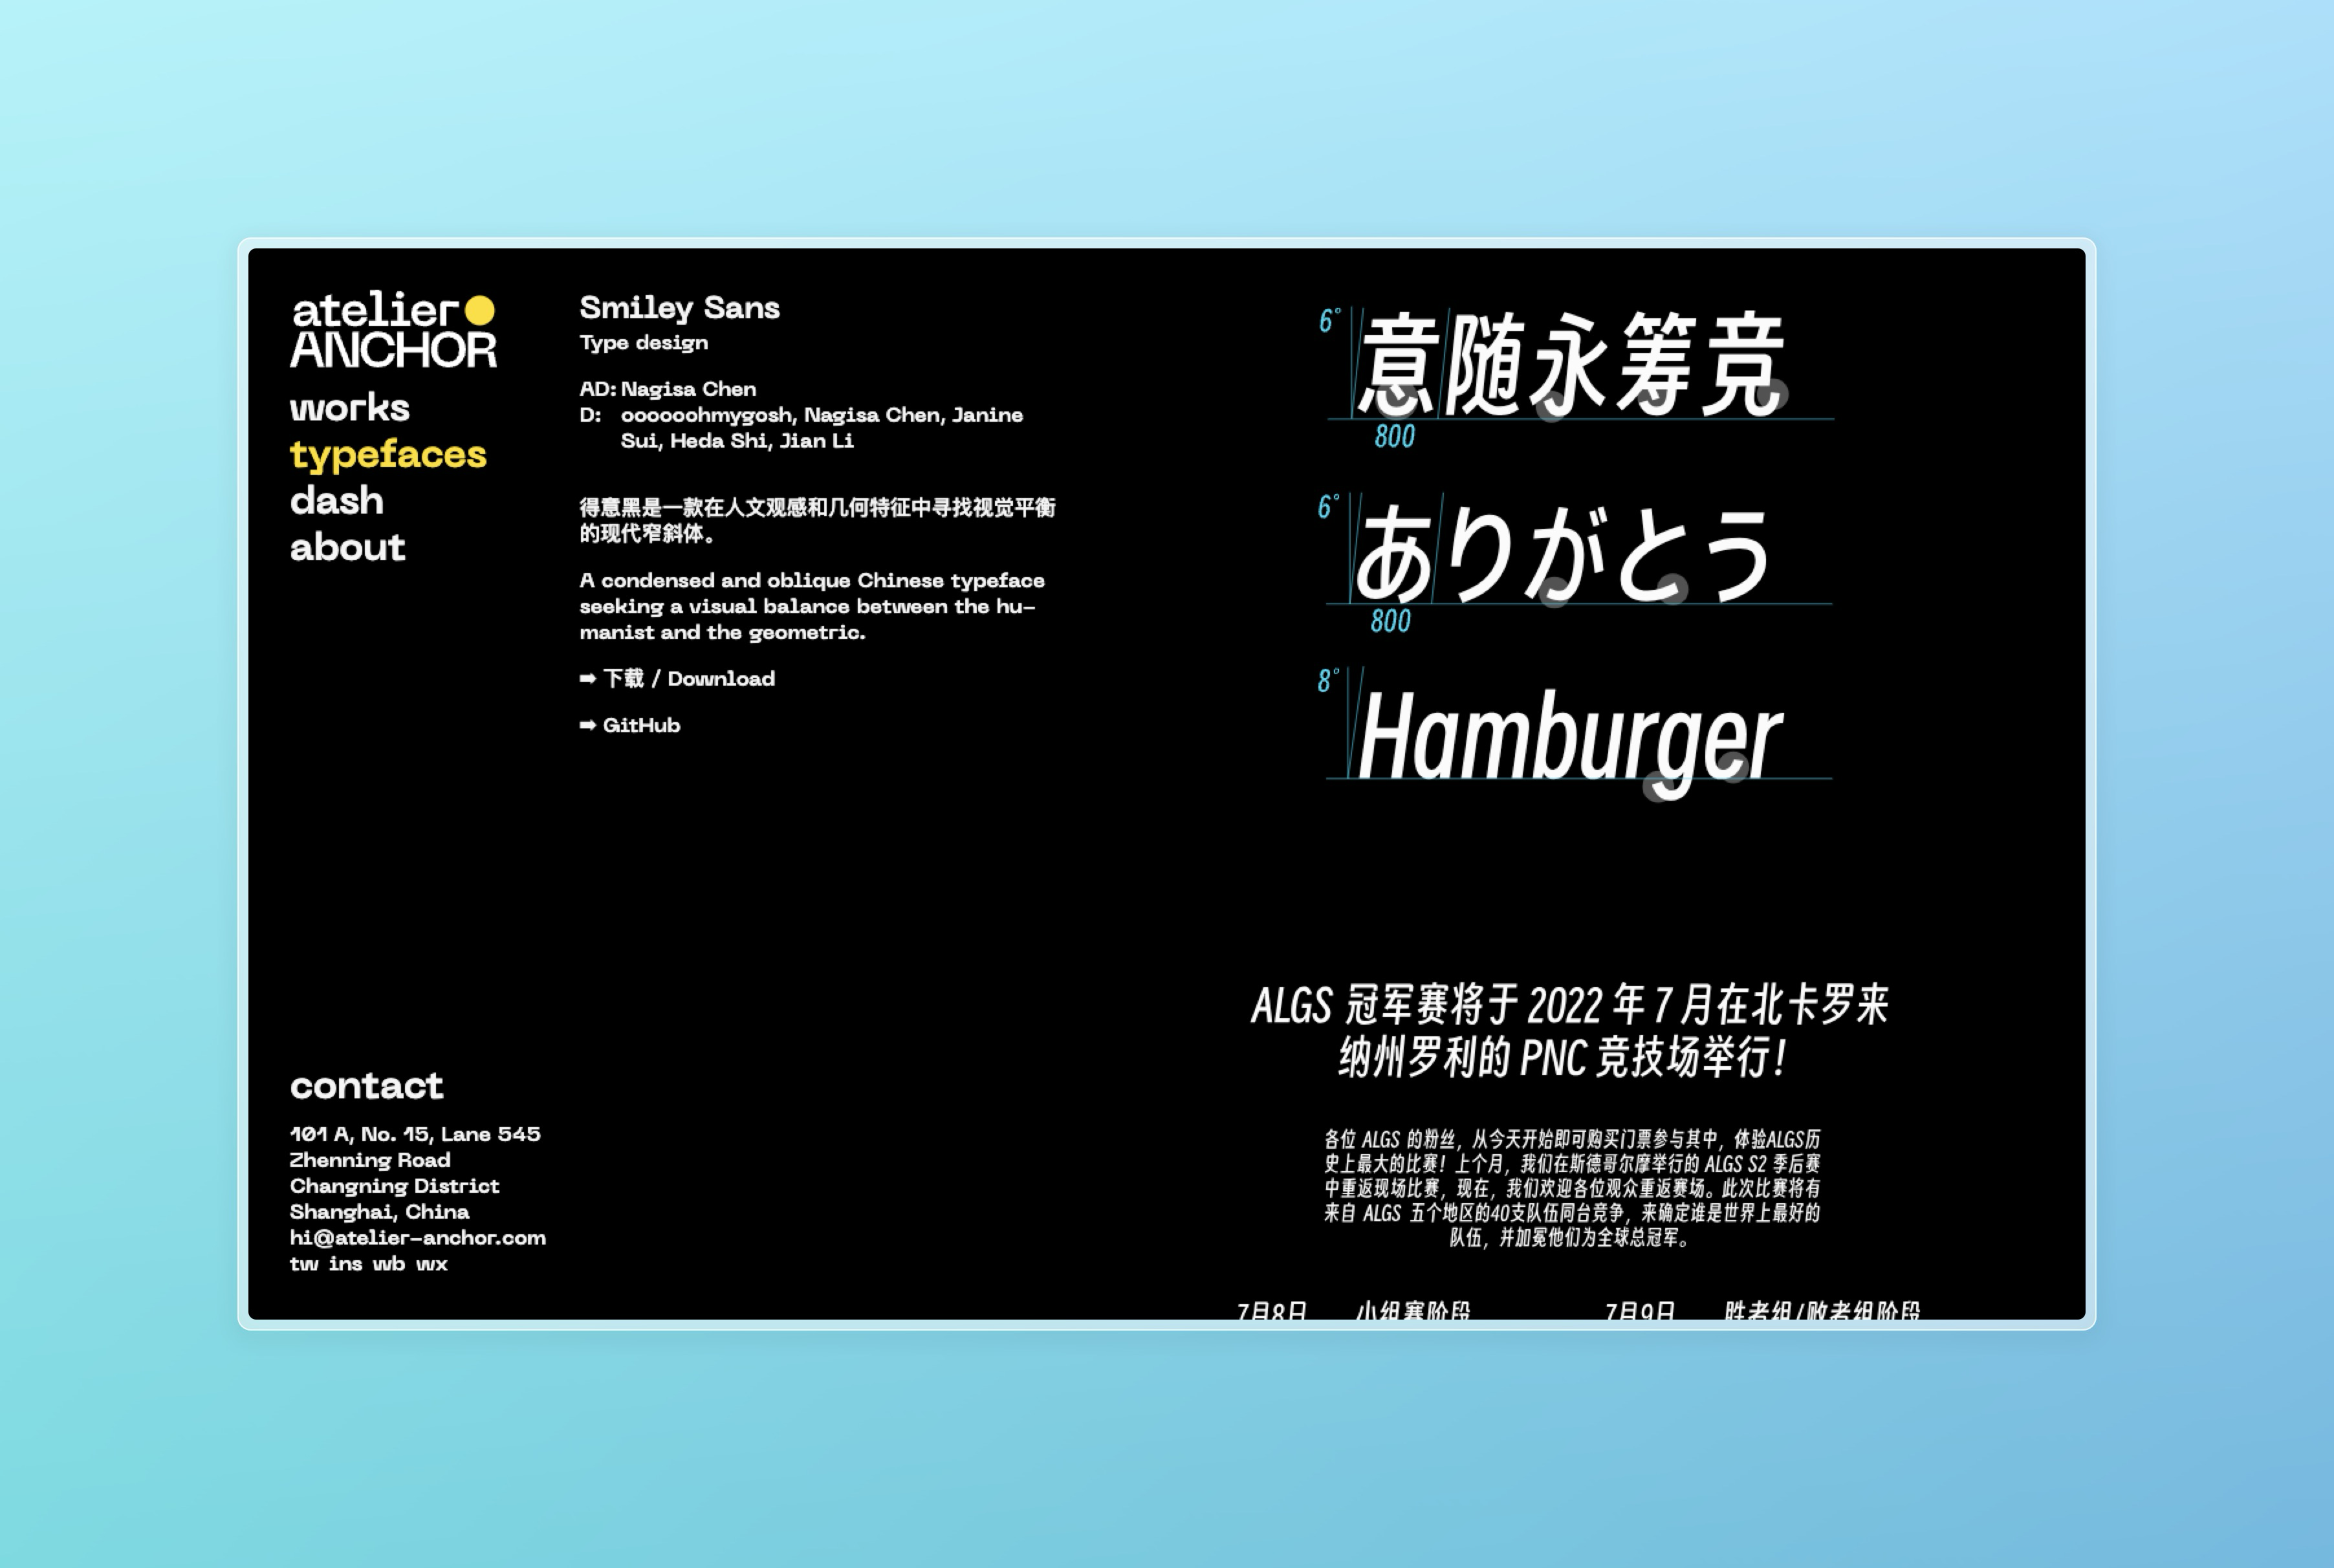 atelier
ANCHOR
works
typefaces
dash
about
Smiley Sans
Type design
AD: Nagisa Chen
D: oooooohmygosh, Nagisa Chen, Janine
Sui, Heda Shi, Jian Li
得意黑是一款在人文观感和几何特征中寻找视觉平衡
的现代窄斜体。
A condensed and oblique Chinese typeface
seeking a visual balance between the hu-
manist and the geometric.
➡ 下载 / Download
➡ GitHub
contact
101 A, No. 15, Lane 545
Zhenning Road
Changning District
Shanghai, China
hi@atelier-anchor.com
tw ins wb wx
6°
意随永筹竞
800
6°
ありがとう
800
8°
Hamburger
ALGS 冠军赛将于 2022 年 7 月在北卡罗来
纳州罗利的 PNC 竞技场举行！
各位 ALGS 的粉丝，从今天开始即可购买门票参与其中，体验ALGS历
史上最大的比赛！上个月，我们在斯德哥尔摩举行的 ALGS S2 季后赛
中重返现场比赛，现在，我们欢迎各位观众重返赛场。此次比赛将有
来自 ALGS 五个地区的40支队伍同台竞争，来确定谁是世界上最好的
队伍，并加冕他们为全球总冠军。
7月8日 小组赛阶段 7月9日 胜者组/败者组阶段